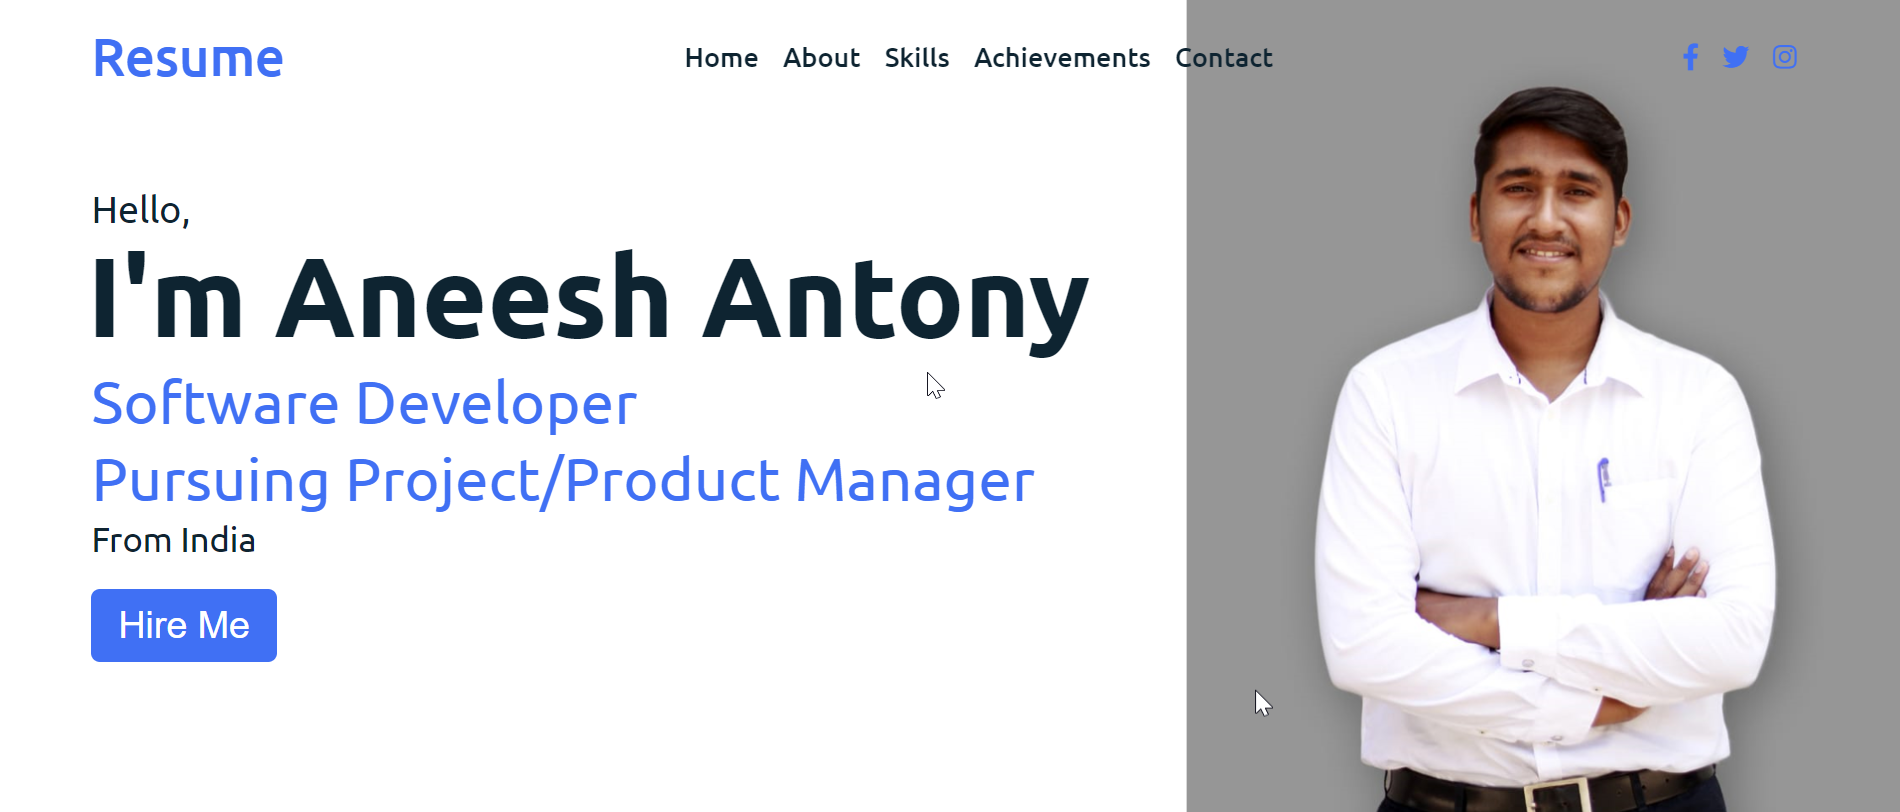 Resume
Home About Skills Achievements Contact
Hello,
I'm Aneesh Antony
Software Developer
Pursuing Project/Product Manager
From India
Hire Me